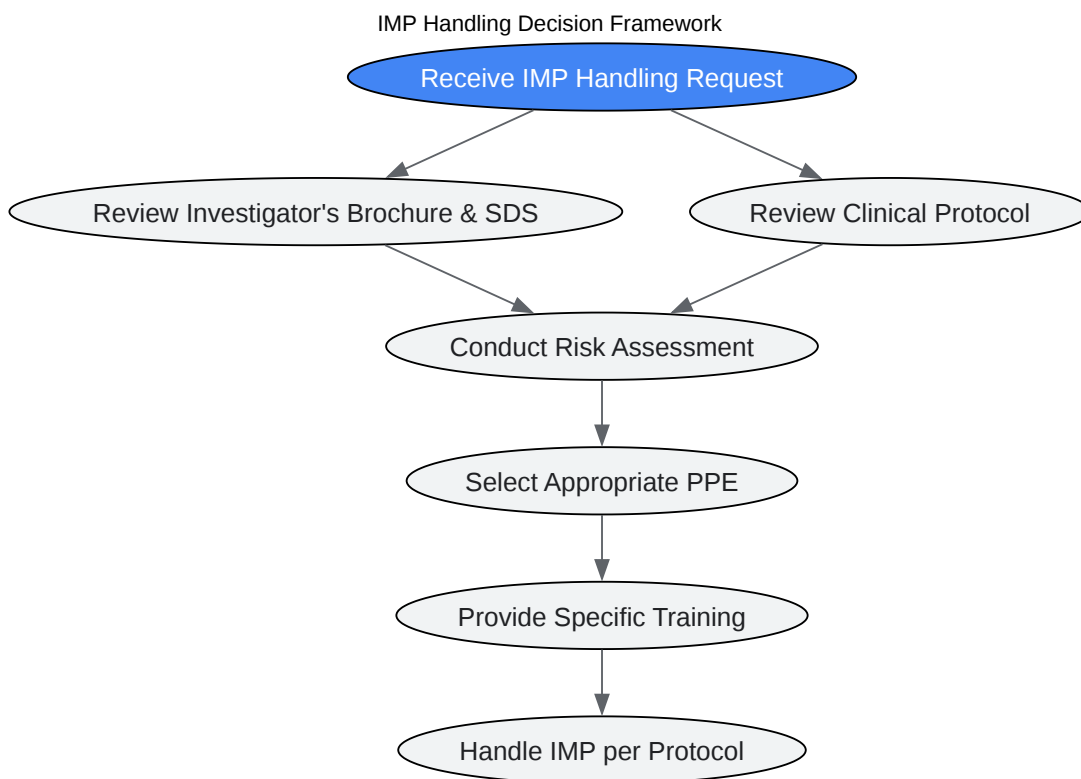 IMP Handling Decision Framework
Receive IMP Handling Request
Review Investigator's Brochure & SDS
Review Clinical Protocol
Conduct Risk Assessment
Select Appropriate PPE
Provide Specific Training
Handle IMP per Protocol